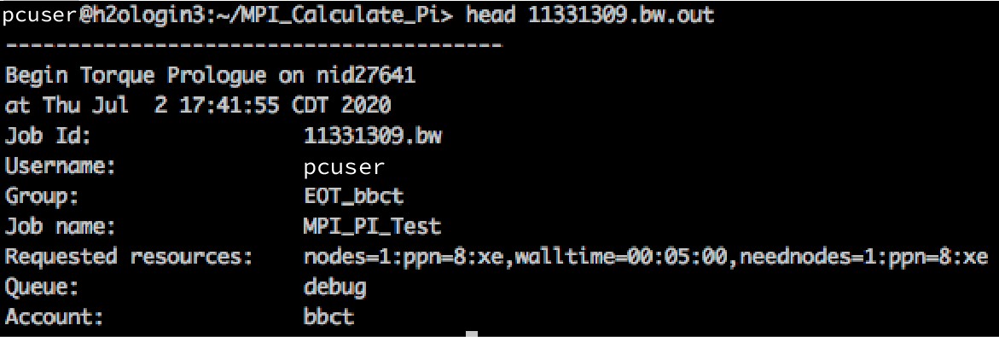 pcuser@h2ologin3:~/MPI_Calculate_Pi> head 11331309.bw.out
----------------------------------------
Begin Torque Prologue on nid27641
at Thu Jul  2 17:41:55 CDT 2020
Job Id:                 11331309.bw
Username:               pcuser
Group:                  EOT_bbct
Job name:               MPI_PI_Test
Requested resources:    nodes=1:ppn=8:xe,walltime=00:05:00,neednodes=1:ppn=8:xe
Queue:                  debug
Account:                bbct